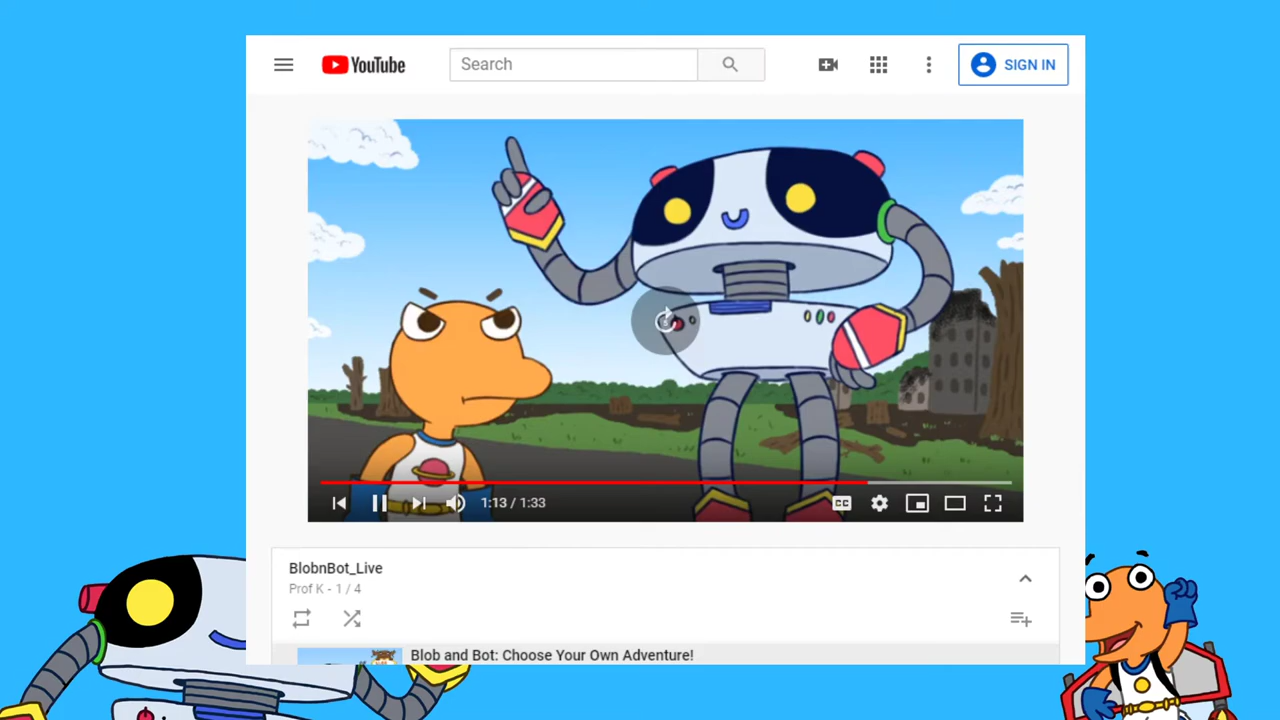 YouTube
Search
SIGN IN
1:13 / 1:33
CC
BlobnBot_Live
Prof K - 1 / 4
Blob and Bot: Choose Your Own Adventure!